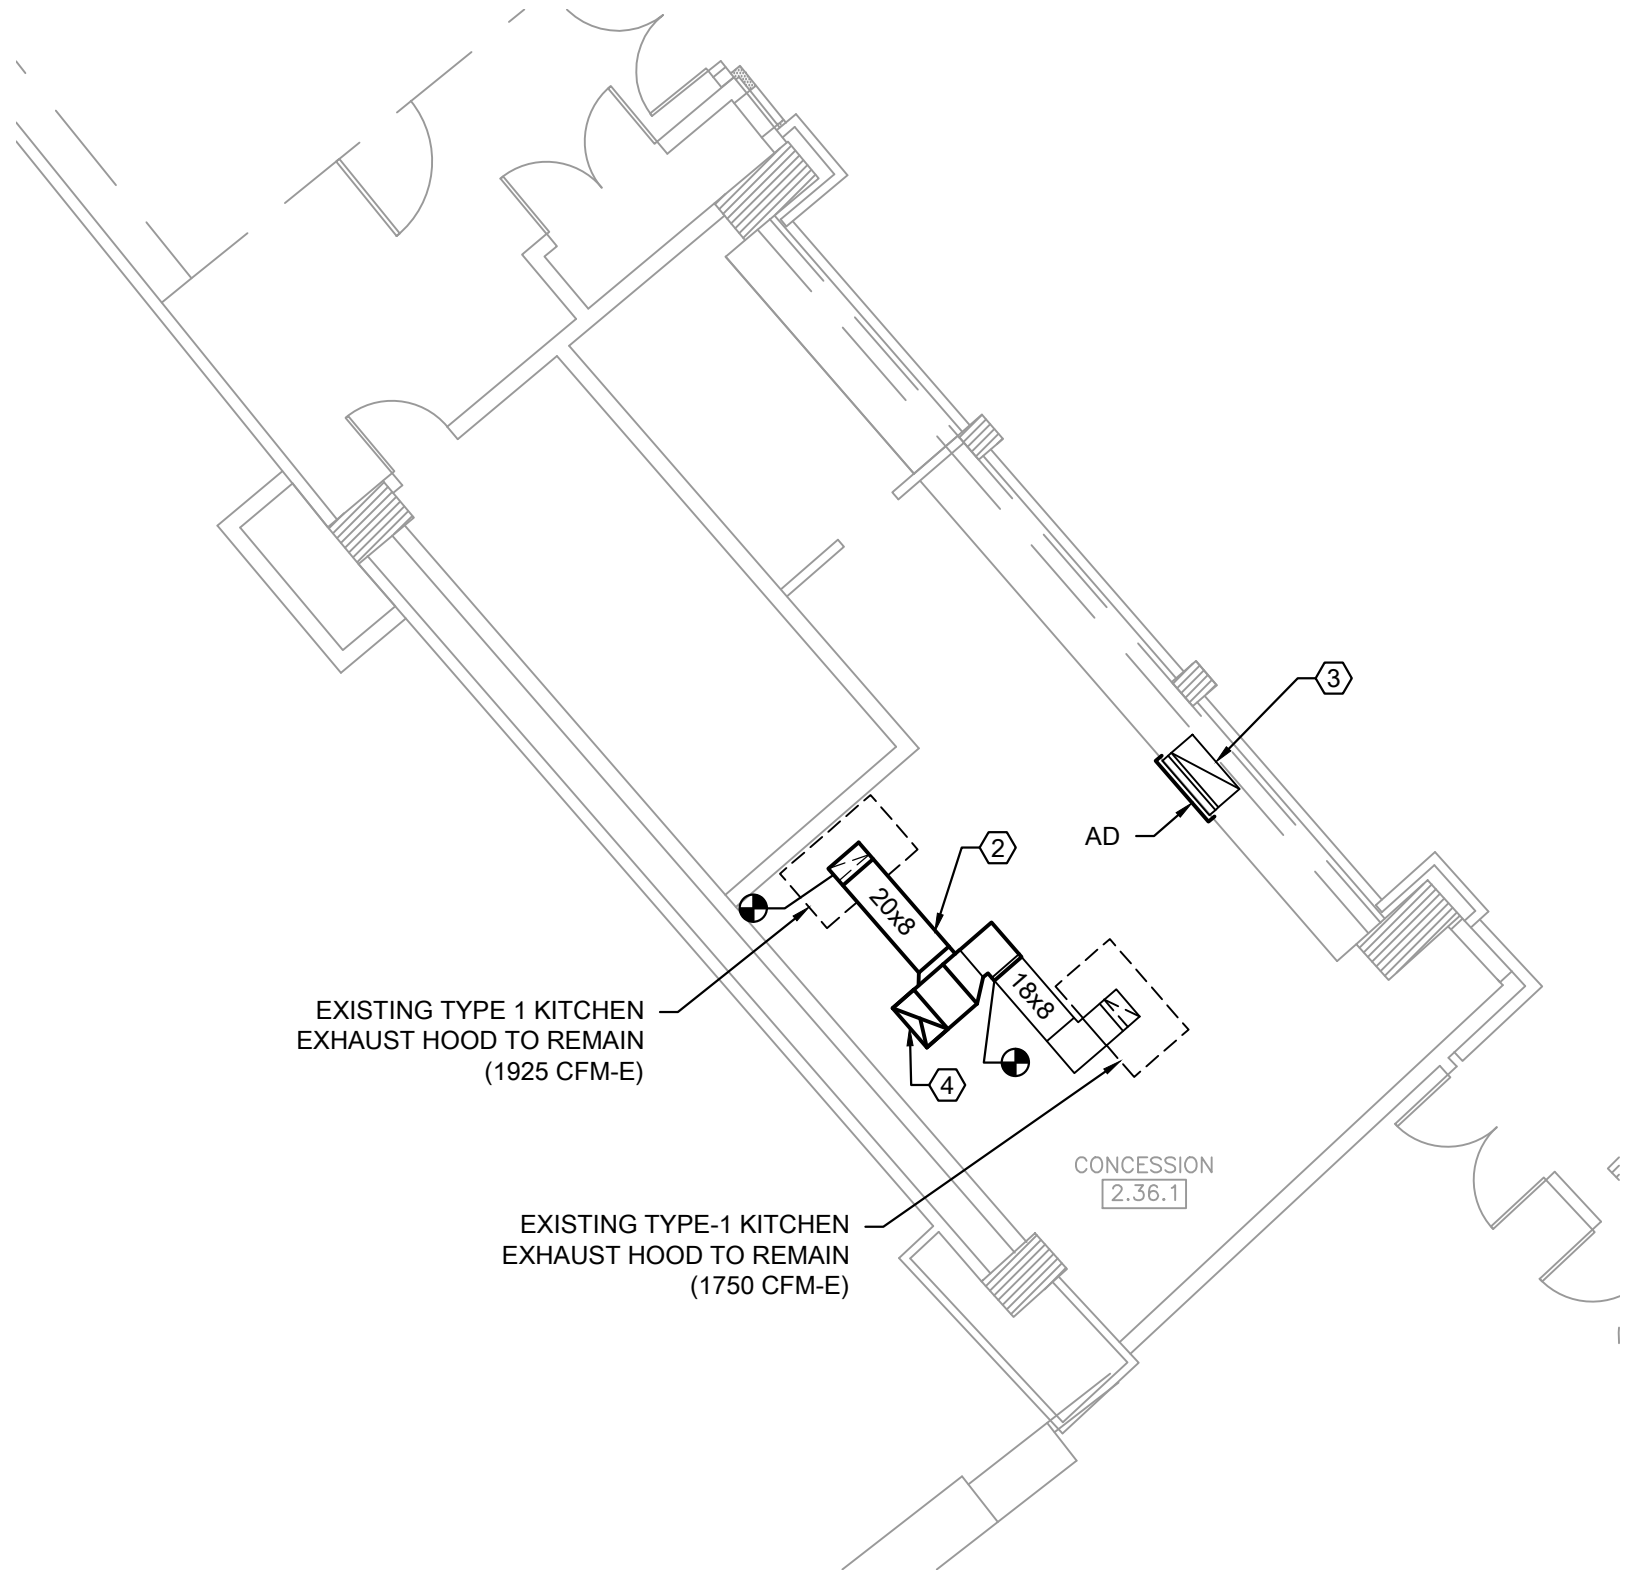 3
AD
2
20x8
18x8
EXISTING TYPE 1 KITCHEN
EXHAUST HOOD TO REMAIN
(1925 CFM-E)
4
CONCESSION
2.36.1
EXISTING TYPE-1 KITCHEN
EXHAUST HOOD TO REMAIN
(1750 CFM-E)